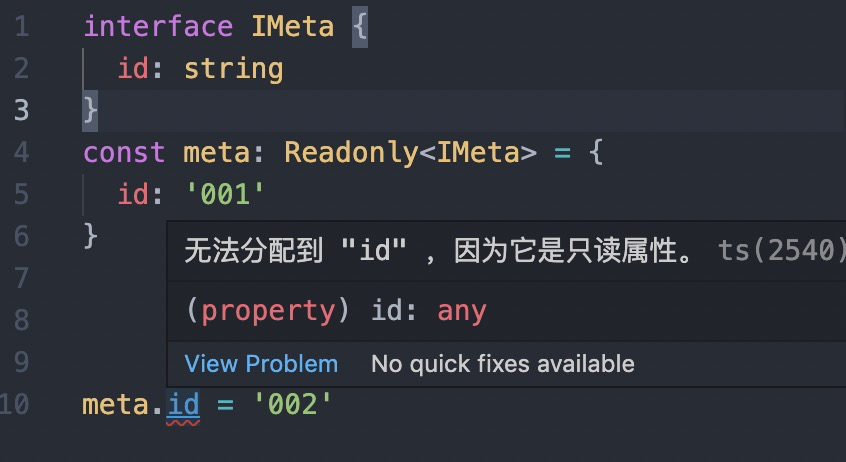 1 interface IMeta {
2 id: string
3 }
4 const meta: Readonly<IMeta> = {
5 id: '001'
6 }
无法分配到 "id" ，因为它是只读属性。 ts(2540)
7
(property) id: any
8
View Problem No quick fixes available
9
10 meta.id = '002'